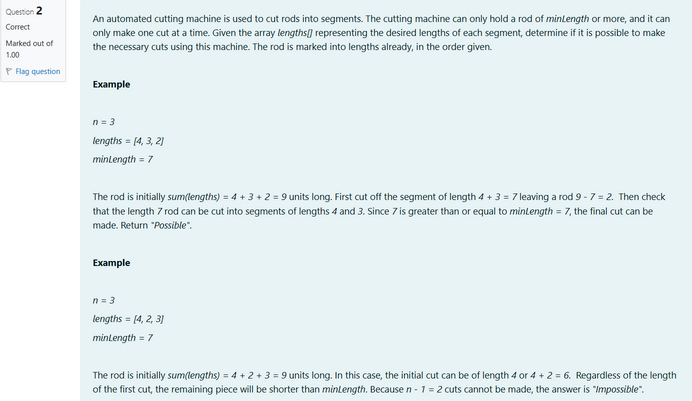 Question 2
Correct
Marked out of
1.00
Flag question
An automated cutting machine is used to cut rods into segments. The cutting machine can only hold a rod of minLength or more, and it can
only make one cut at a time. Given the array lengths[] representing the desired lengths of each segment, determine if it is possible to make
the necessary cuts using this machine. The rod is marked into lengths already, in the order given.
Example
n = 3
lengths = [4, 3, 2]
minLength = 7
The rod is initially sum(lengths) = 4 + 3 + 2 = 9 units long. First cut off the segment of length 4 + 3 = 7 leaving a rod 9 - 7 = 2. Then check
that the length 7 rod can be cut into segments of lengths 4 and 3. Since 7 is greater than or equal to minLength = 7, the final cut can be
made. Return "Possible".
Example
n = 3
lengths = [4, 2, 3]
minLength = 7
The rod is initially sum(lengths) = 4 + 2 + 3 = 9 units long. In this case, the initial cut can be of length 4 or 4 + 2 = 6. Regardless of the length
of the first cut, the remaining piece will be shorter than minLength. Because n - 1 = 2 cuts cannot be made, the answer is "Impossible".